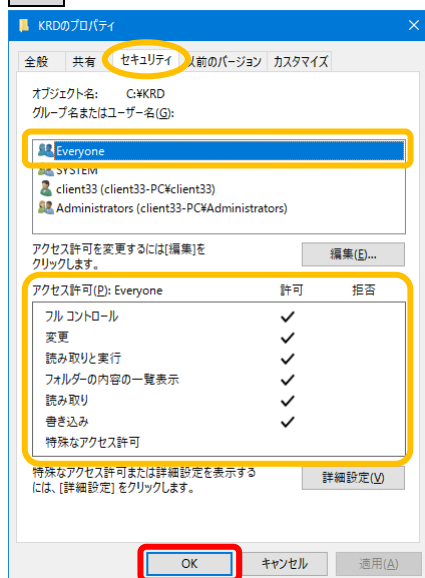 KRDのプロパティ
全般 共有 セキュリティ 以前のバージョン カスタマイズ
オブジェクト名: C:¥KRD
グループ名またはユーザー名(G):
Everyone
SYSTEM
client33 (client33-PC¥client33)
Administrators (client33-PC¥Administrators)
アクセス許可を変更するには[編集]を
クリックします。
編集(E)...
アクセス許可(P): Everyone 許可 拒否
フル コントロール
変更
読み取りと実行
フォルダーの内容の一覧表示
読み取り
書き込み
特殊なアクセス許可
特殊なアクセス許可または詳細設定を表示する
には、[詳細設定] をクリックします。
詳細設定(V)
OK キャンセル 適用(A)